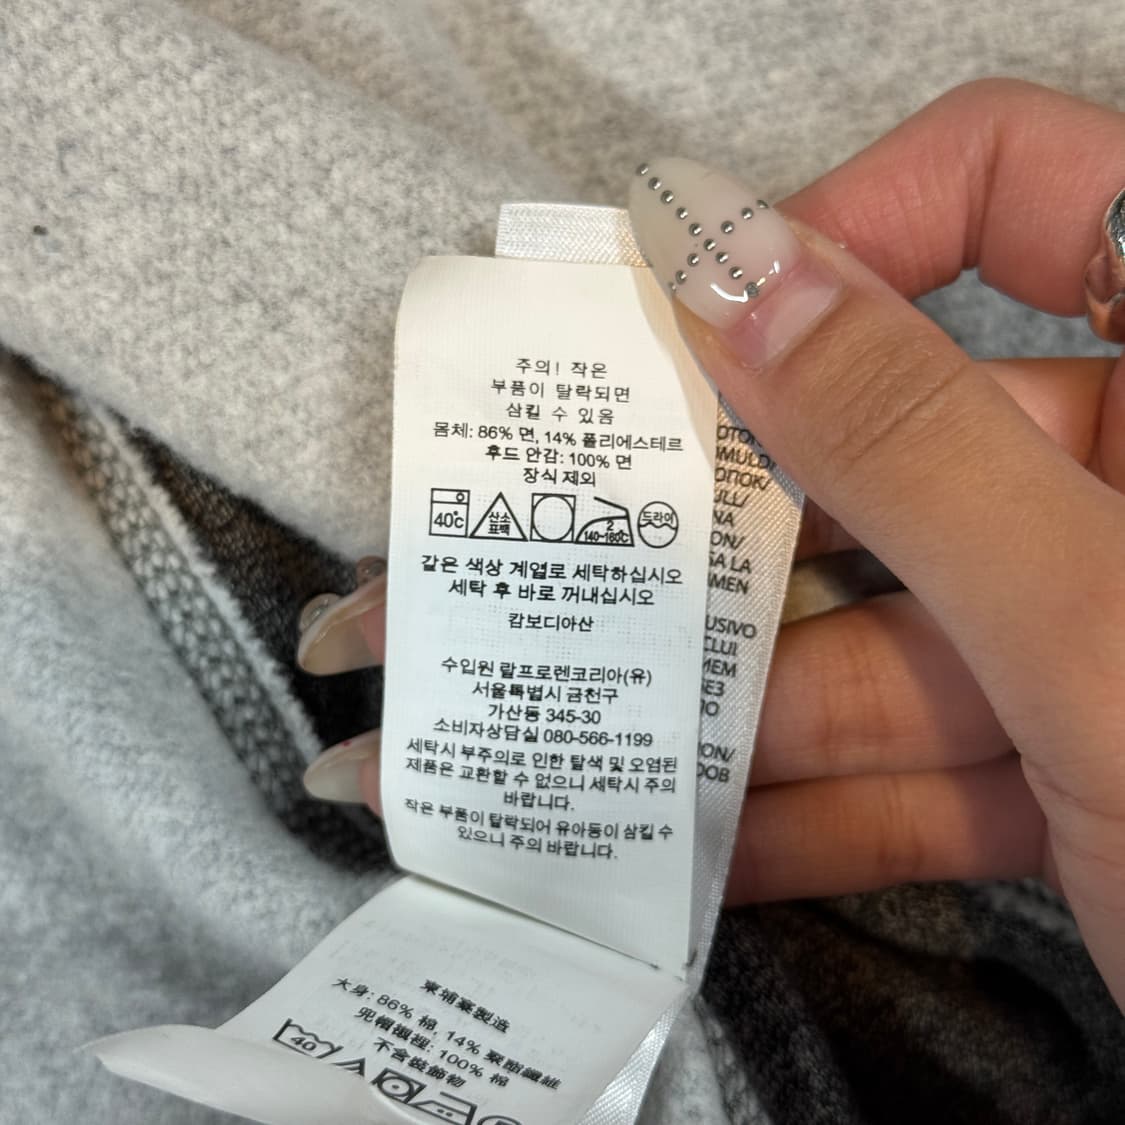 주의! 작은
부품이 탈락되면
삼킬 수 있음
몸체: 86% 면, 14% 폴리에스테르
후드 안감: 100% 면
장식 제외
40℃
산소
표백
2
140-160℃
드라이
같은 색상 계열로 세탁하십시오
세탁 후 바로 꺼내십시오
캄보디아산
수입원 랄프로렌코리아(유)
서울특별시 금천구
가산동 345-30
소비자상담실 080-566-1199
세탁시 부주의로 인한 탈색 및 오염된
제품은 교환할 수 없으니 세탁시 주의
바랍니다.
작은 부품이 탈락되어 유아등이 삼킬 수
있으니 주의 바랍니다.
柬埔寨製造
大身: 86% 棉, 14% 聚酯纖維
兜帽襯裡: 100% 棉
不含裝飾物
40
ULL/
NA
ON/
SA LA
IMEN
USIVO
CLUI
MEM